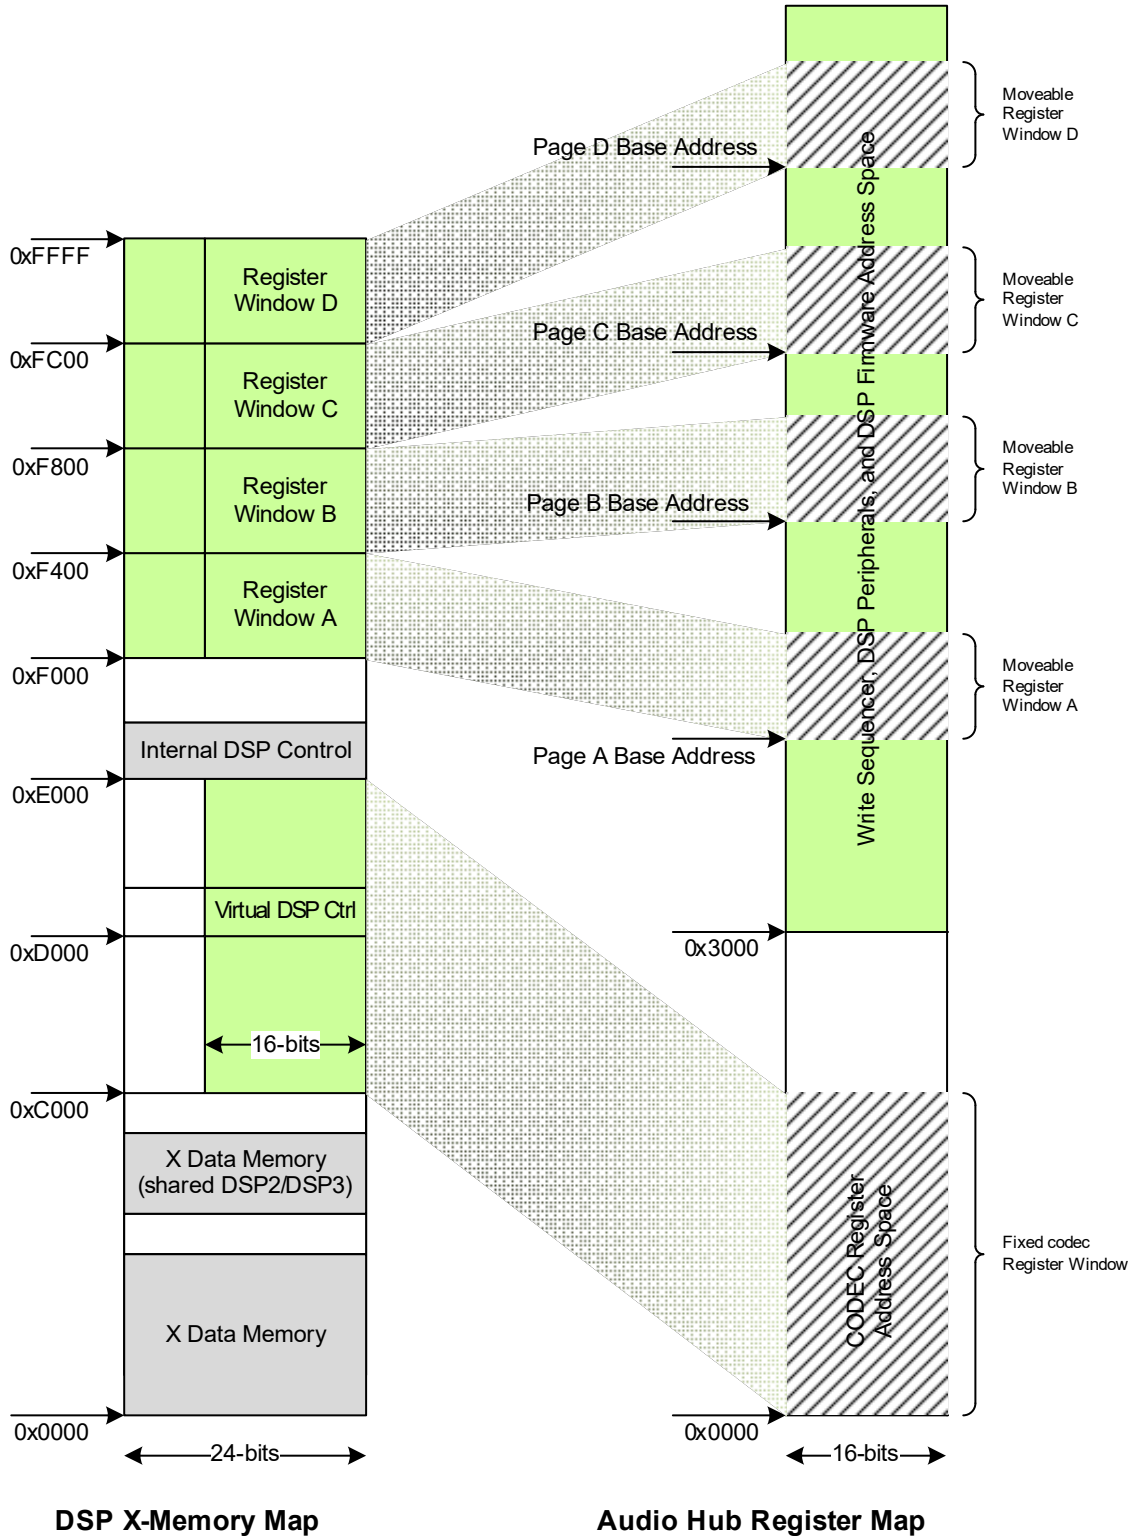 Moveable
Register
Window D
Page D Base Address
0xFFFF
Register
Window D
Moveable
Register
Window C
Page C Base Address
0xFC00
Register
Window C
Moveable
Register
Window B
0xF800
Register
Window B
Page B Base Address
0xF400
Register
Window A
Write Sequencer, DSP Peripherals, and DSP Firmware Address Space
Moveable
Register
Window A
0xF000
Internal DSP Control
Page A Base Address
0xE000
Virtual DSP Ctrl
0xD000
0x3000
16-bits
0xC000
X Data Memory
(shared DSP2/DSP3)
CODEC Register
Address Space
Fixed codec
Register Window
X Data Memory
0x0000
0x0000
24-bits
16-bits
DSP X-Memory Map
Audio Hub Register Map